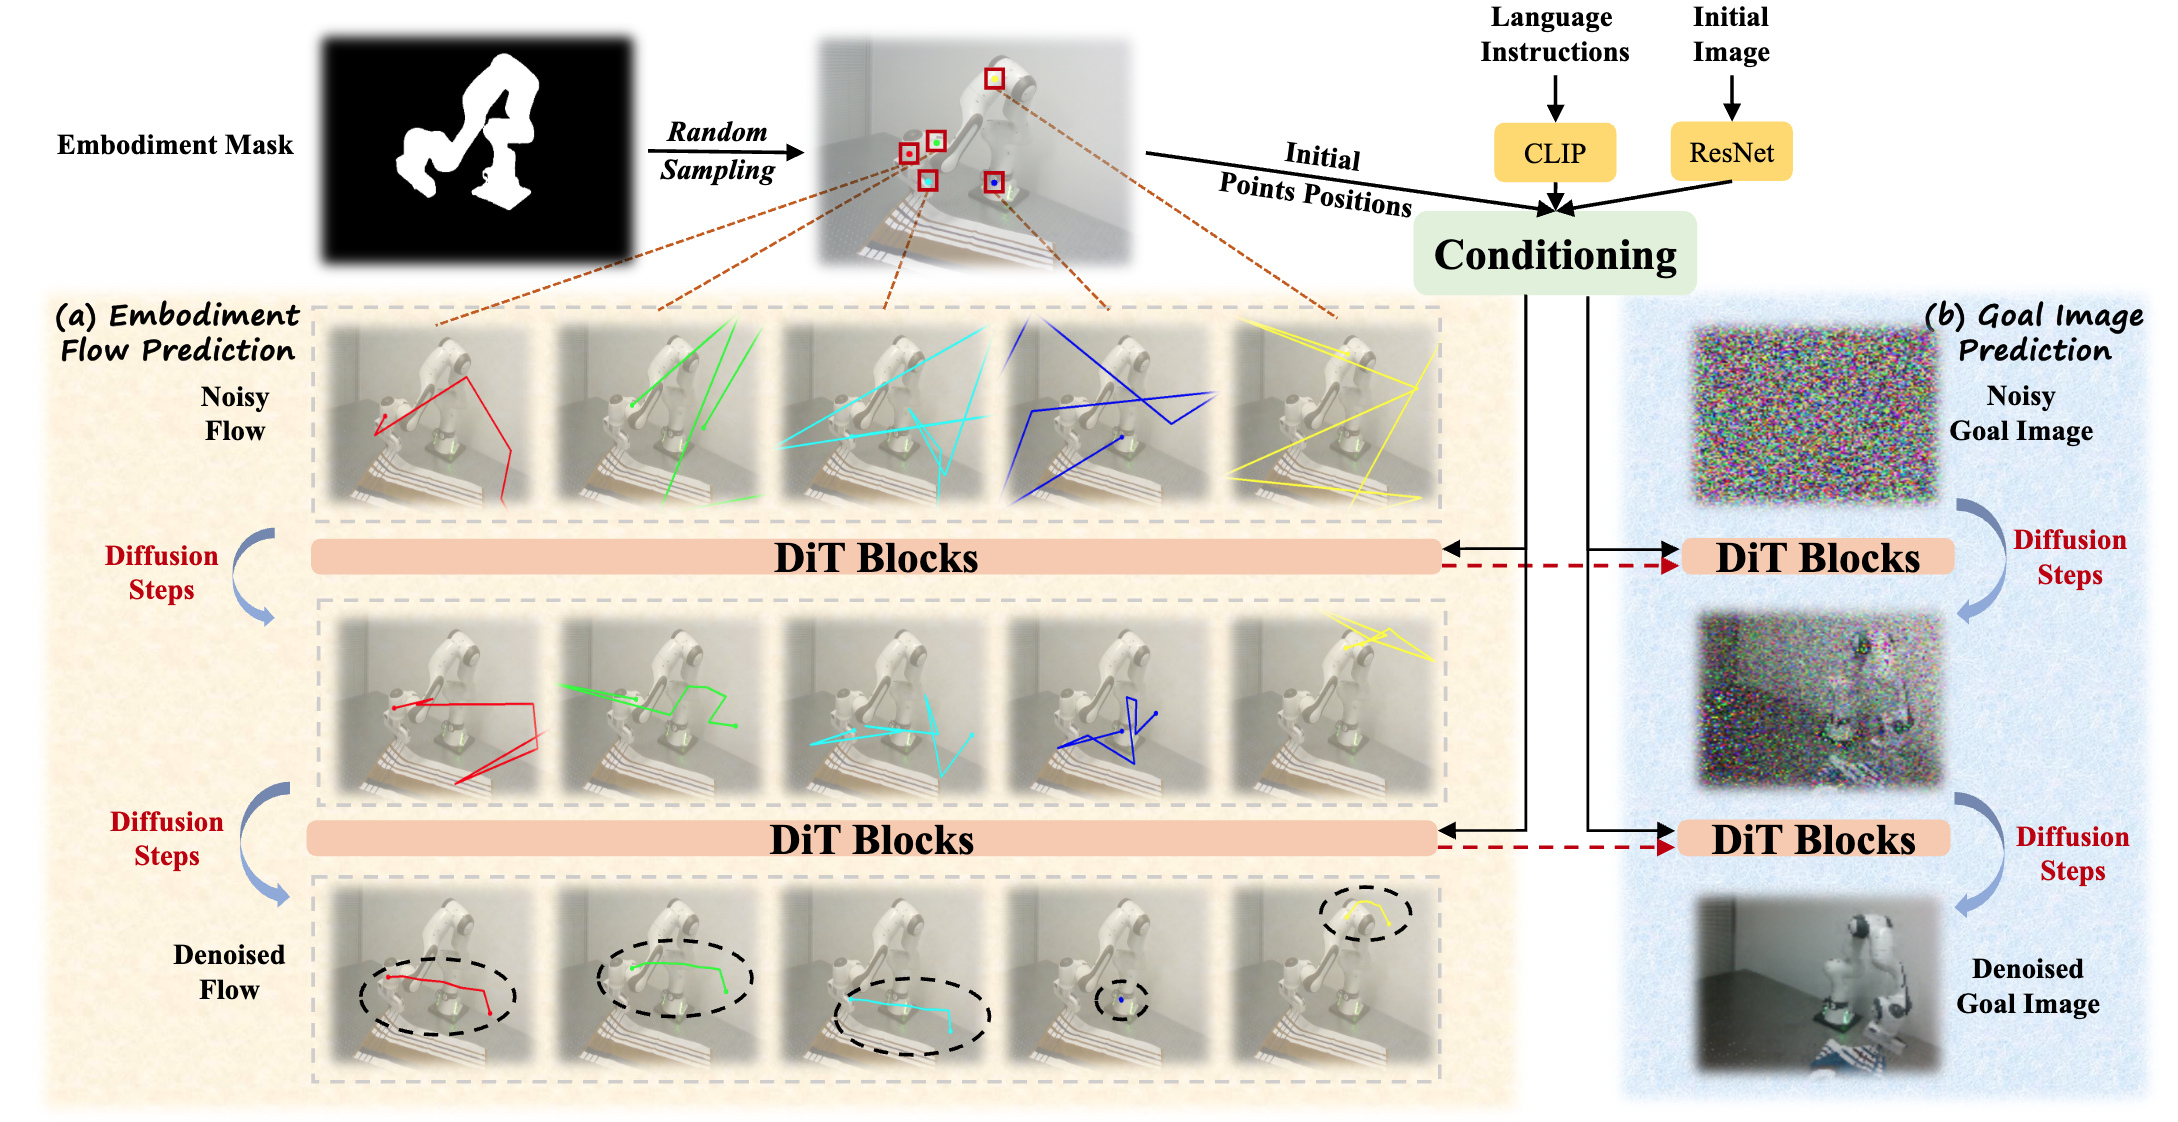 Language
Instructions
Initial
Image
Embodiment Mask
Random
Sampling
CLIP
ResNet
Initial
Points Positions
Conditioning
(a) Embodiment
Flow Prediction
(b) Goal Image
Prediction
Noisy
Flow
Noisy
Goal Image
Diffusion
Steps
DiT Blocks
DiT Blocks
Diffusion
Steps
Diffusion
Steps
DiT Blocks
DiT Blocks
Diffusion
Steps
Denoised
Flow
Denoised
Goal Image